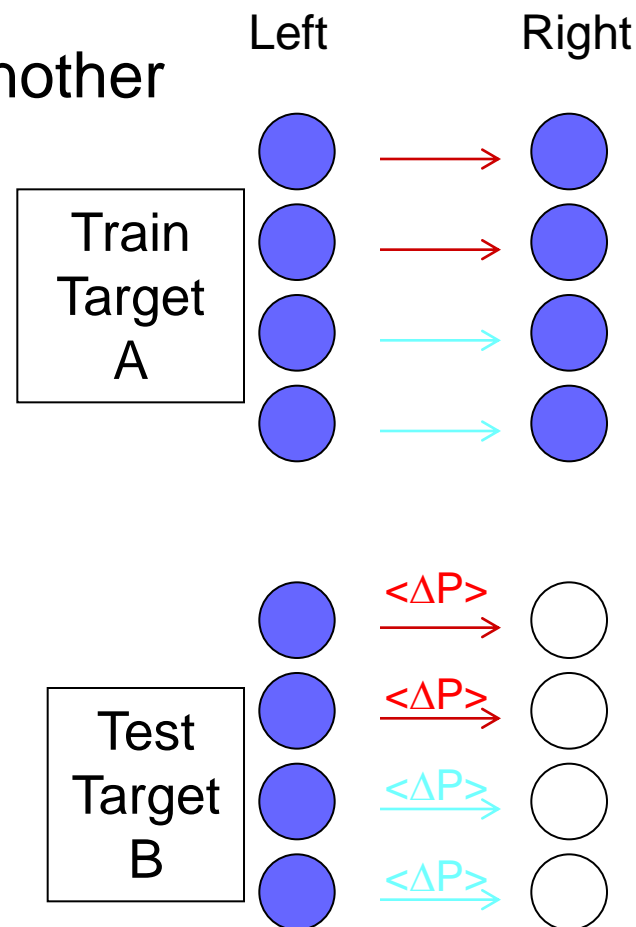 Left Right
nother
Train
Target
A
<ΔP>
<ΔP>
Test
Target
B
<ΔP>
<ΔP>